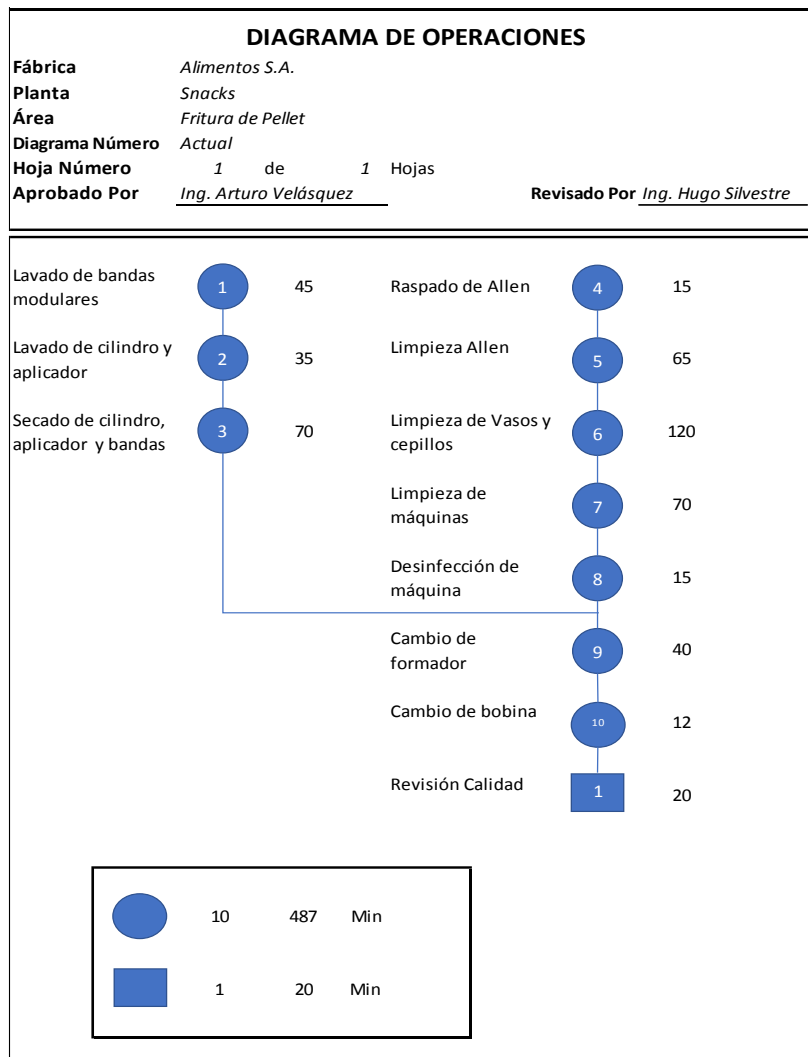 DIAGRAMA DE OPERACIONES
Fábrica Alimentos S.A.
Planta Snacks
Área Fritura de Pellet
Diagrama Número Actual
Hoja Número 1 de 1 Hojas
Aprobado Por Ing. Arturo Velásquez Revisado Por Ing. Hugo Silvestre
Lavado de bandas
modulares
1 45
Lavado de cilindro y
aplicador
2 35
Secado de cilindro,
aplicador y bandas
3 70
Raspado de Allen 4 15
Limpieza Allen 5 65
Limpieza de Vasos y
cepillos
6 120
Limpieza de
máquinas
7 70
Desinfección de
máquina
8 15
Cambio de
formador
9 40
Cambio de bobina 10 12
Revisión Calidad 1 20
10 487 Min
1 20 Min